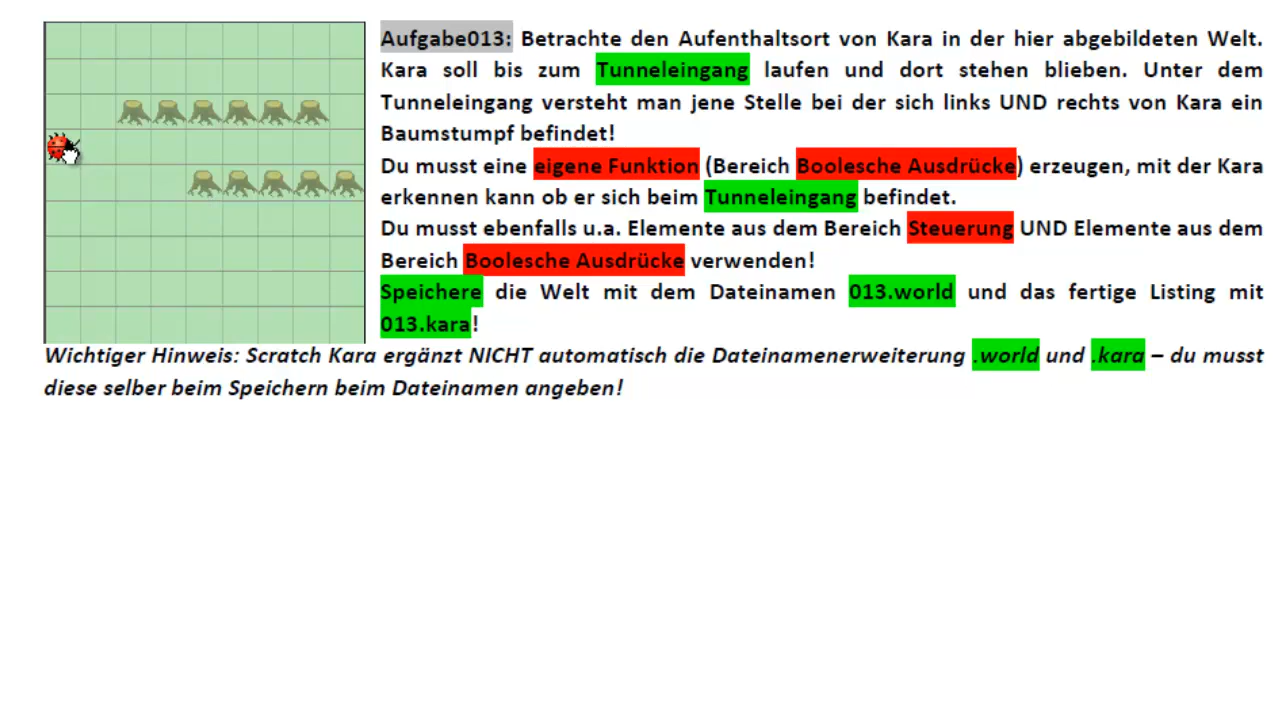 Aufgabe013: Betrachte den Aufenthaltsort von Kara in der hier abgebildeten Welt.
Kara soll bis zum Tunneleingang laufen und dort stehen blieben. Unter dem
Tunneleingang versteht man jene Stelle bei der sich links UND rechts von Kara ein
Baumstumpf befindet!
Du musst eine eigene Funktion (Bereich Boolesche Ausdrücke) erzeugen, mit der Kara
erkennen kann ob er sich beim Tunneleingang befindet.
Du musst ebenfalls u.a. Elemente aus dem Bereich Steuerung UND Elemente aus dem
Bereich Boolesche Ausdrücke verwenden!
Speichere die Welt mit dem Dateinamen 013.world und das fertige Listing mit
013.kara!
Wichtiger Hinweis: Scratch Kara ergänzt NICHT automatisch die Dateinamenerweiterung .world und .kara – du musst
diese selber beim Speichern beim Dateinamen angeben!